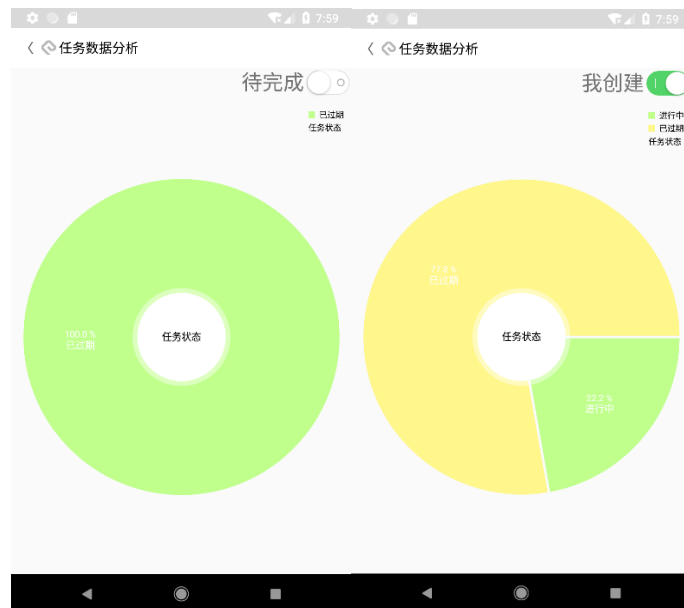 7:59
任务数据分析
待完成
已过期
任务状态
100.0 %
已过期
任务状态
7:59
任务数据分析
我创建
进行中
已过期
任务状态
77.8 %
已过期
任务状态
22.2 %
进行中